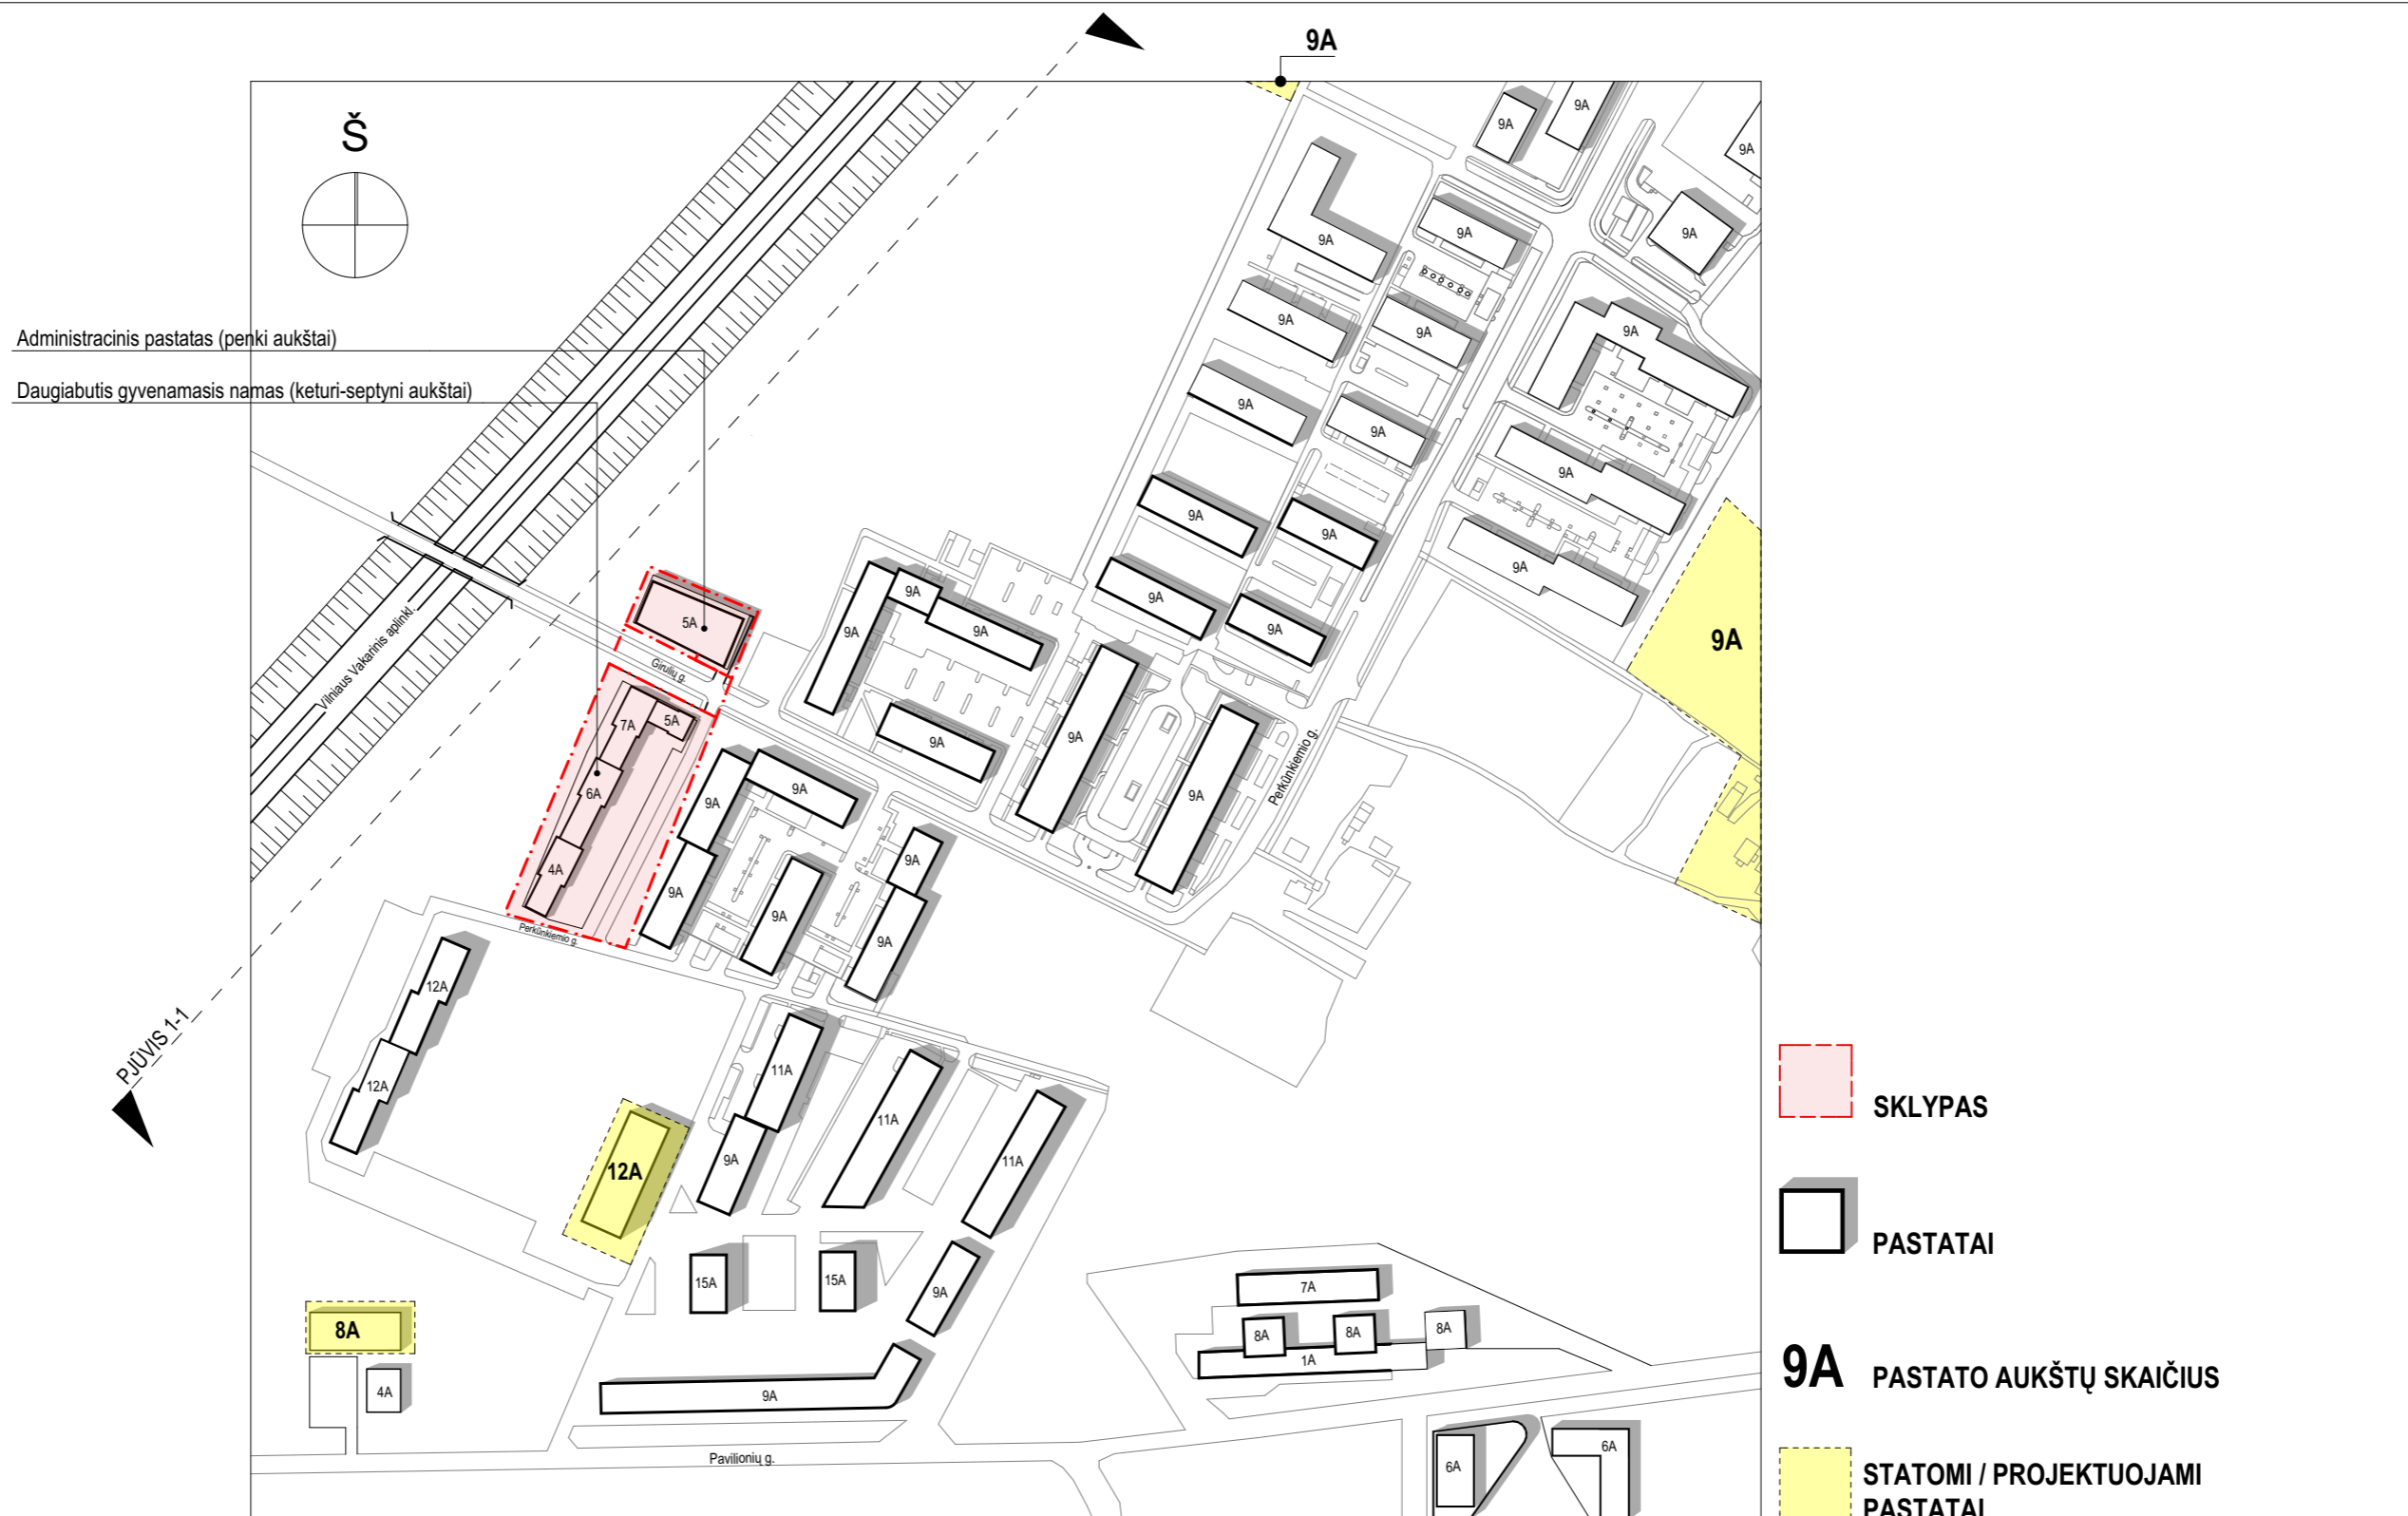 9A
Š
9A
9A
9A
9A
9A
9A
9A
Administracinis pastatas (penki aukštai)
9A
9A
9A
Daugiabutis gyvenamasis namas (keturi-septyni aukštai)
9A
9A
9A
9A
9A
9A
9A
9A
9A
9A
Vilniaus Vakarinis aplinkl.
5A
9A
9A
9A
9A
Girulių g.
7A
5A
9A
9A
9A
Perkūnkiemio g.
6A
9A
9A
4A
9A
9A
9A
9A
Perkūnkiemio g.
12A
PJŪVIS 1-1
12A
11A
11A
SKLYPAS
12A
9A
11A
PASTATAI
15A
15A
9A
7A
8A
8A
8A
8A
1A
4A
9A
9A PASTATO AUKŠTŲ SKAIČIUS
Pavilionių g.
6A
6A
STATOMI / PROJEKTUOJAMI
PASTATAI